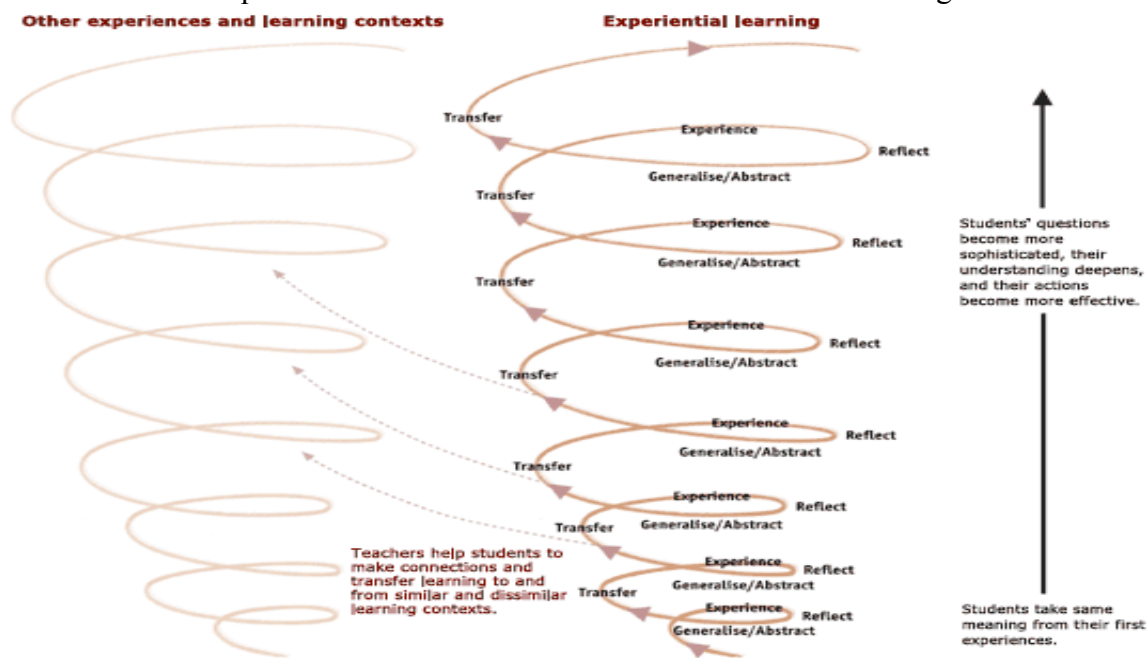 Other experiences and learning contexts
Experiential learning
Transfer
Experience
Reflect
Generalise/Abstract
Transfer
Experience
Reflect
Generalise/Abstract
Transfer
Experience
Reflect
Generalise/Abstract
Transfer
Experience
Reflect
Generalise/Abstract
Transfer
Experience
Reflect
Generalise/Abstract
Transfer
Experience
Reflect
Generalise/Abstract
Transfer
Experience
Reflect
Generalise/Abstract
Teachers help students to
make connections and
transfer learning to and
from similar and dissimilar
learning contexts.
Students' questions
become more
sophisticated, their
understanding deepens,
and their actions
become more effective.
Students take same
meaning from their first
experiences.